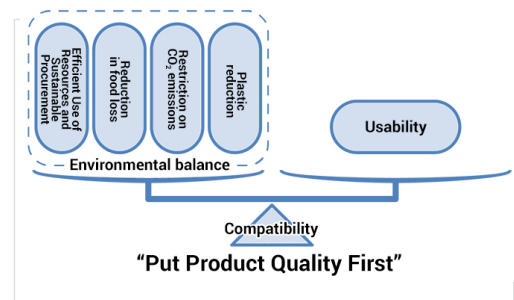 Efficient Use of
Resources and
Sustainable
Procurement
Reduction
in food loss
Restriction on
CO₂ emissions
Plastic
reduction
Usability
Environmental balance
Compatibility
“Put Product Quality First”